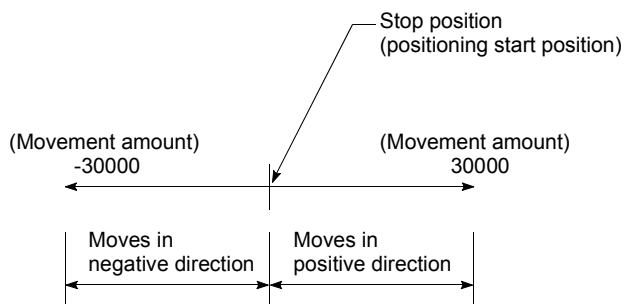 Stop position
(positioning start position)
(Movement amount)
-30000
(Movement amount)
30000
Moves in
negative direction
Moves in
positive direction